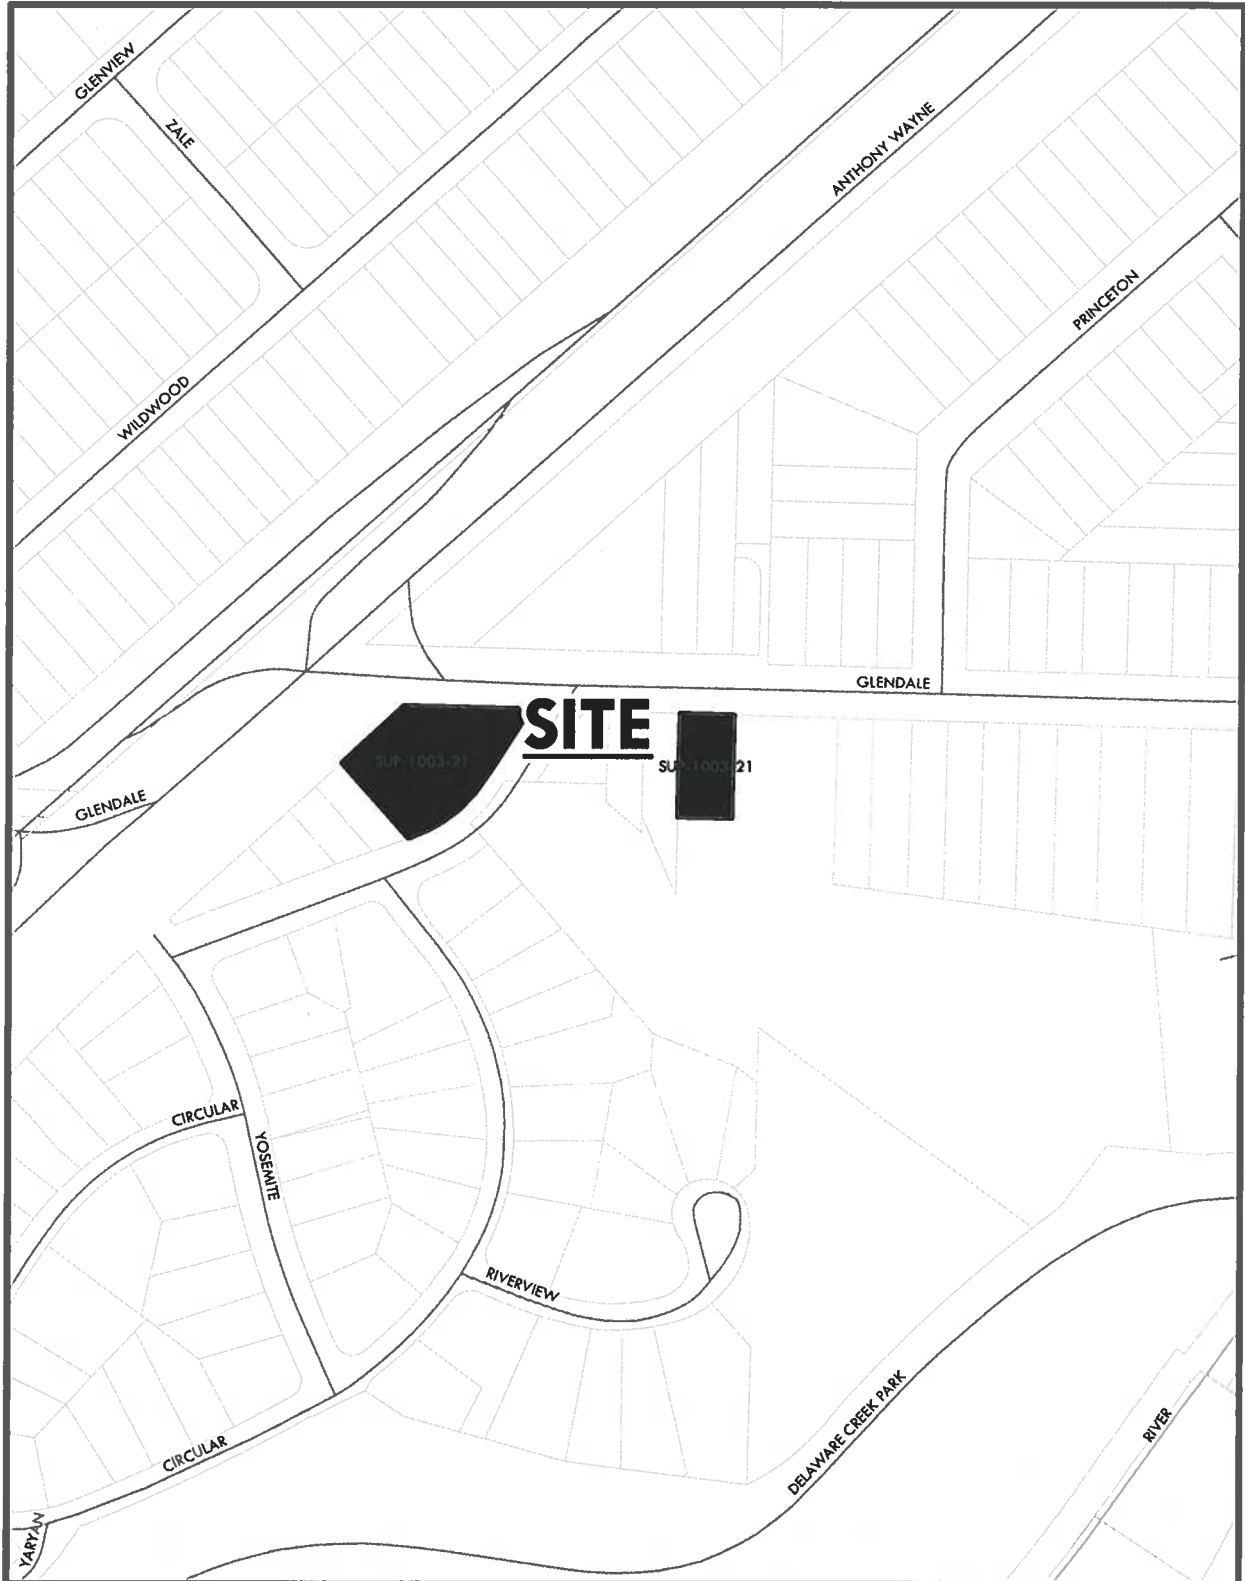 GLENVIEW
ZALE
ANTHONY WAYNE
PRINCETON
WILDWOOD
GLENDALE
SITE
SUP-1003-21
SUP-1003-21
GLENDALE
CIRCULAR
YOSEMITE
RIVERVIEW
DELAWARE CREEK PARK
RIVER
CIRCULAR
YARYAN